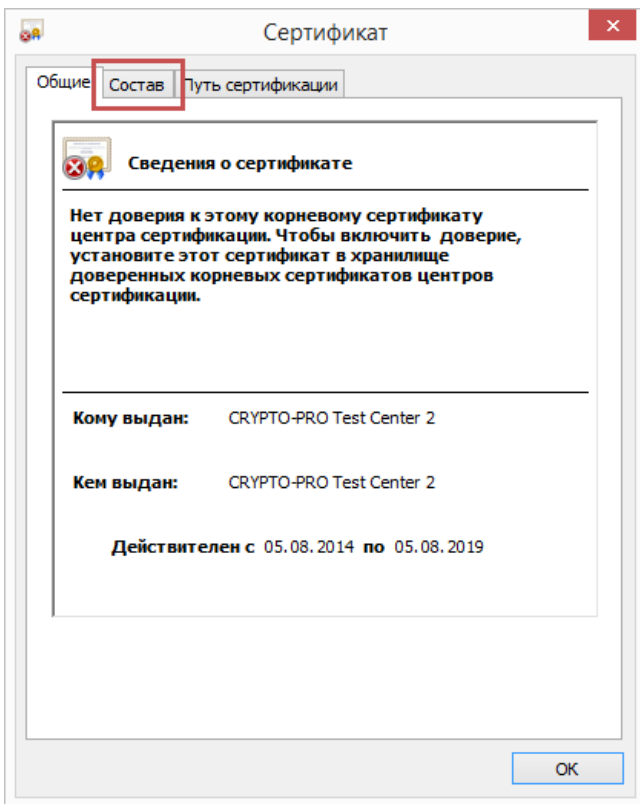 Сертификат
Общие Состав Путь сертификации
Сведения о сертификате
Нет доверия к этому корневому сертификату
центра сертификации. Чтобы включить доверие,
установите этот сертификат в хранилище
доверенных корневых сертификатов центров
сертификации.
Кому выдан: CRYPTO-PRO Test Center 2
Кем выдан: CRYPTO-PRO Test Center 2
Действителен с 05.08.2014 по 05.08.2019
ОК